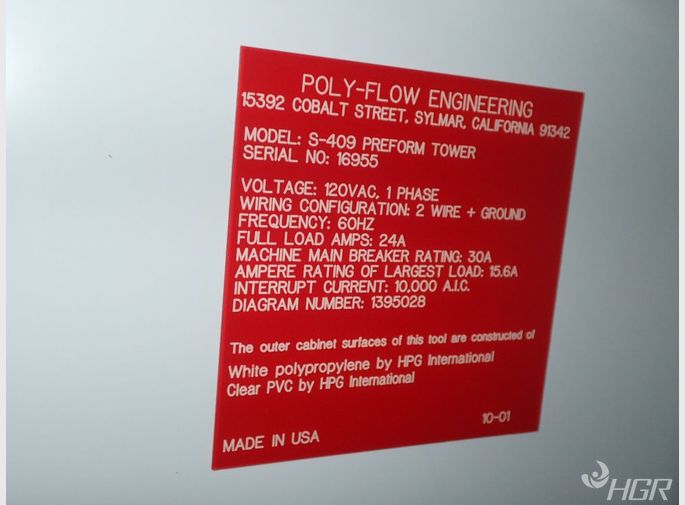 POLY-FLOW ENGINEERING
15392 COBALT STREET, SYLMAR, CALIFORNIA 91342
MODEL: S-409 PREFORM TOWER
SERIAL NO: 16955
VOLTAGE: 120VAC, 1 PHASE
WIRING CONFIGURATION: 2 WIRE + GROUND
FREQUENCY: 60HZ
FULL LOAD AMPS: 24A
MACHINE MAIN BREAKER RATING: 30A
AMPERE RATING OF LARGEST LOAD: 15.6A
INTERRUPT CURRENT: 10,000 A.I.C.
DIAGRAM NUMBER: 1395028
The outer cabinet surfaces of this tool are constructed of
White polypropylene by HPG International
Clear PVC by HPG International
10-01
MADE IN USA
HGR